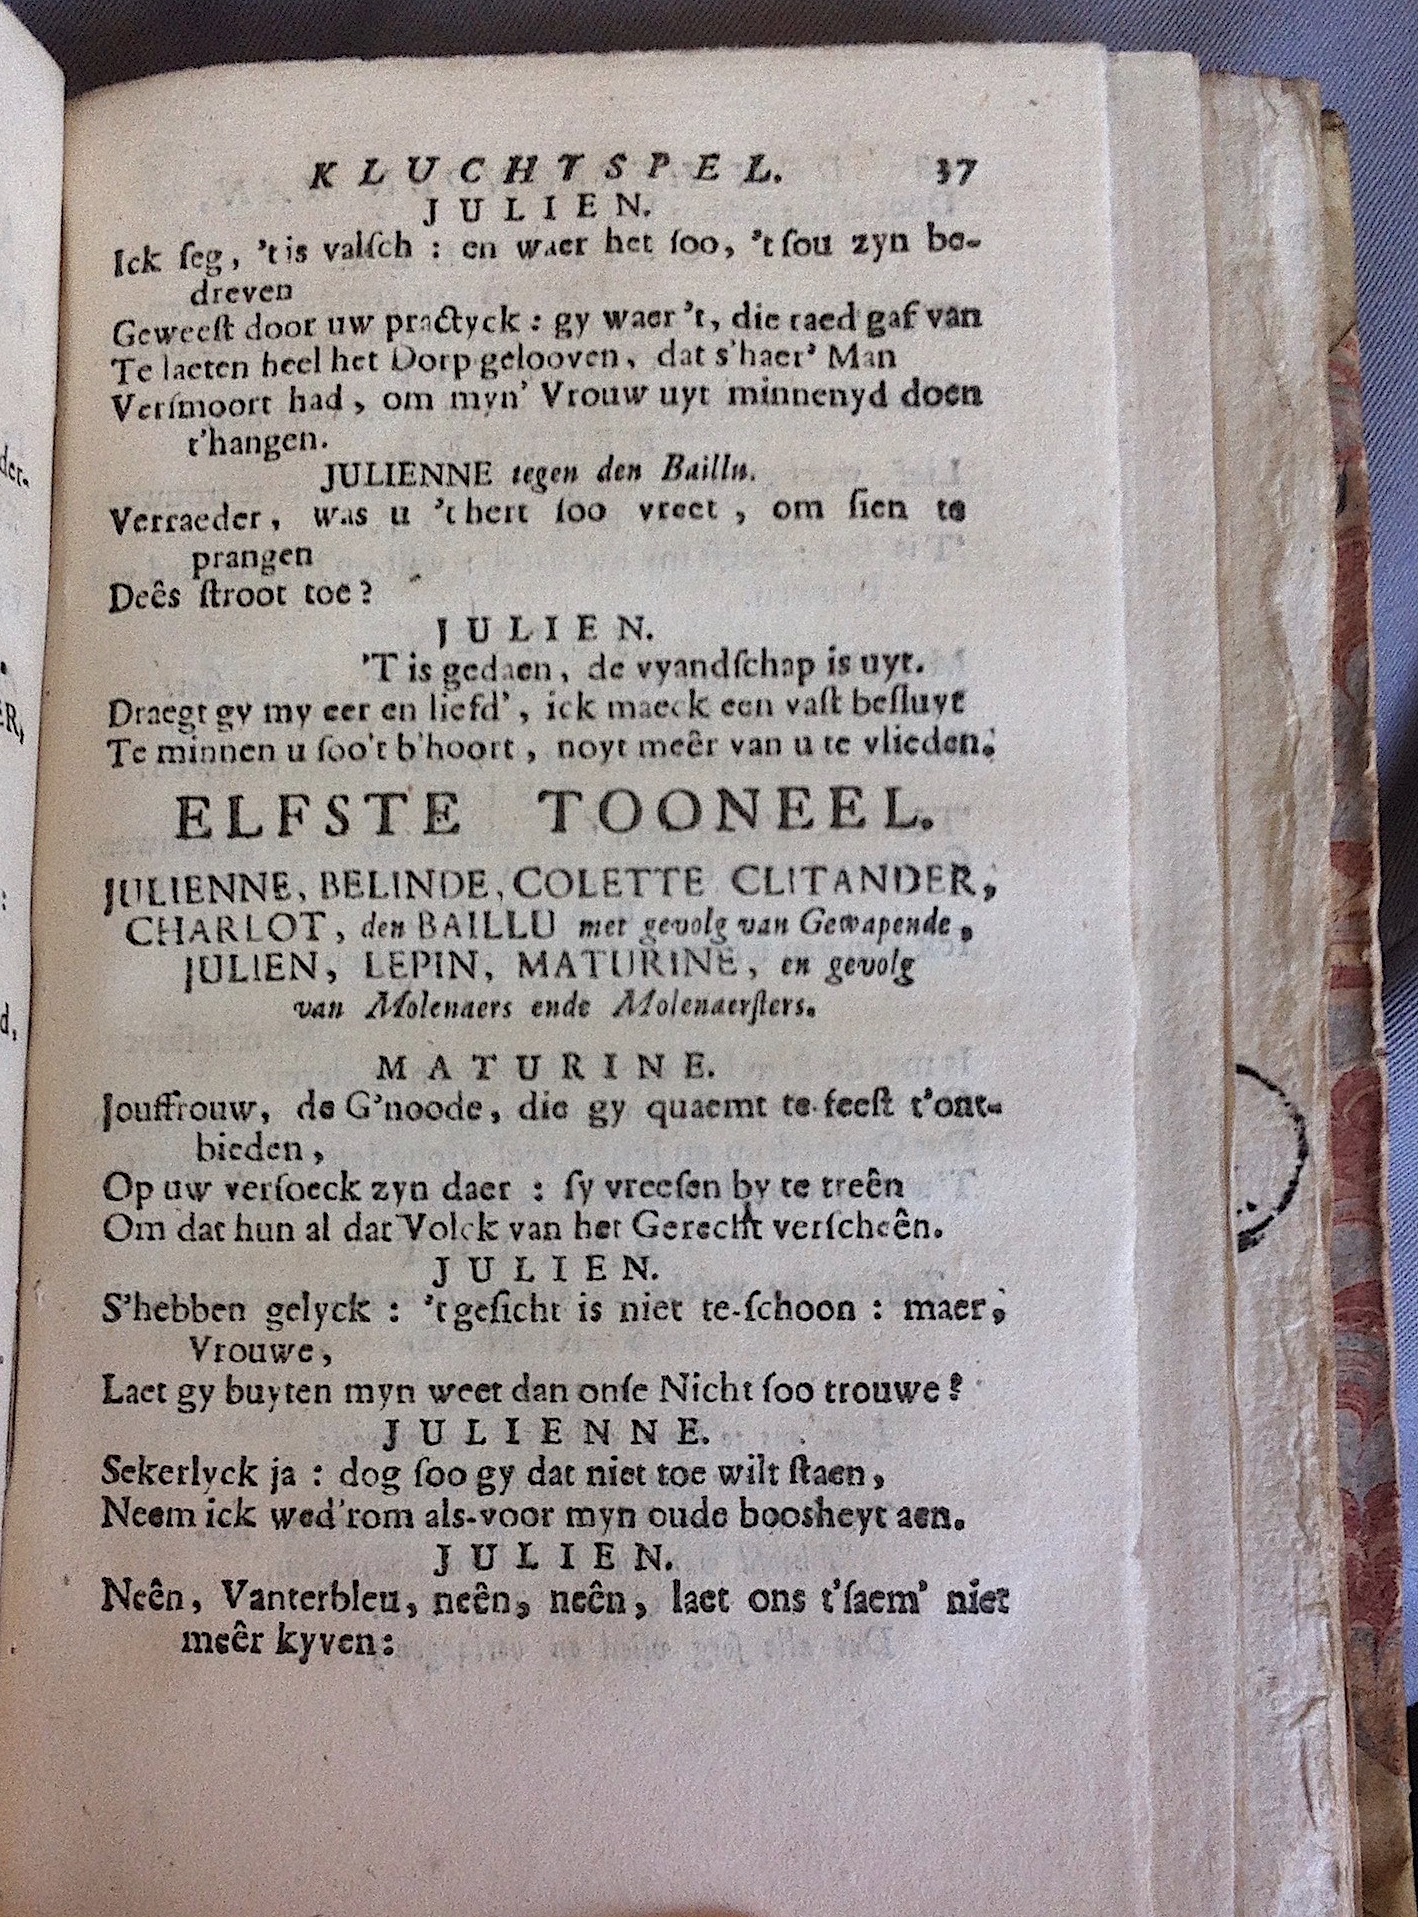 KLUCHTSPEL. 37
JULIEN.
Ick ſeg, 't is valſch : en waer het ſoo, 't ſou zyn be-
dreven
Geweeſt door uw practyck : gy waer 't, die raed gaf van
Te laeten heel het Dorp gelooven, dat s'haer' Man
Verſmoort had, om myn' Vrouw uyt minnenyd doen
t'hangen.
JULIENNE tegen den Baillu.
Verraeder, was u 't hert ſoo vreet, om ſien te
prangen
Deês ſtroot toe?
JULIEN.
'T is gedaen, de vyandſchap is uyt.
Draegt gy my eer en liefd', ick maeck een vaſt beſluyt
Te minnen u ſoo't b'hoort, noyt meêr van u te vlieden.
ELFSTE TOONEEL.
JULIENNE, BELINDE, COLETTE CLITANDER,
CHARLOT, den BAILLU met gevolg van Gewapende,
JULIEN, LEPIN, MATURINE, en gevolg
van Molenaers ende Molenaerſters.
MATURINE.
Jouffrouw, de G'noode, die gy quaemt te feeſt t'ont-
bieden,
Op uw verſoeck zyn daer : ſy vreeſen by te treên
Om dat hun al dat Volck van het Gerecht verſcheên.
JULIEN.
S'hebben gelyck : 't geſicht is niet te-ſchoon : maer,
Vrouwe,
Laet gy buyten myn weet dan onſe Nicht ſoo trouwe?
JULIENNE.
Sekerlyck ja : dog ſoo gy dat niet toe wilt ſtaen,
Neem ick wed'rom als-voor myn oude boosheyt aen.
JULIEN.
Neên, Vanterbleu, neên, neên, laet ons t'ſaem' niet
meêr kyven: